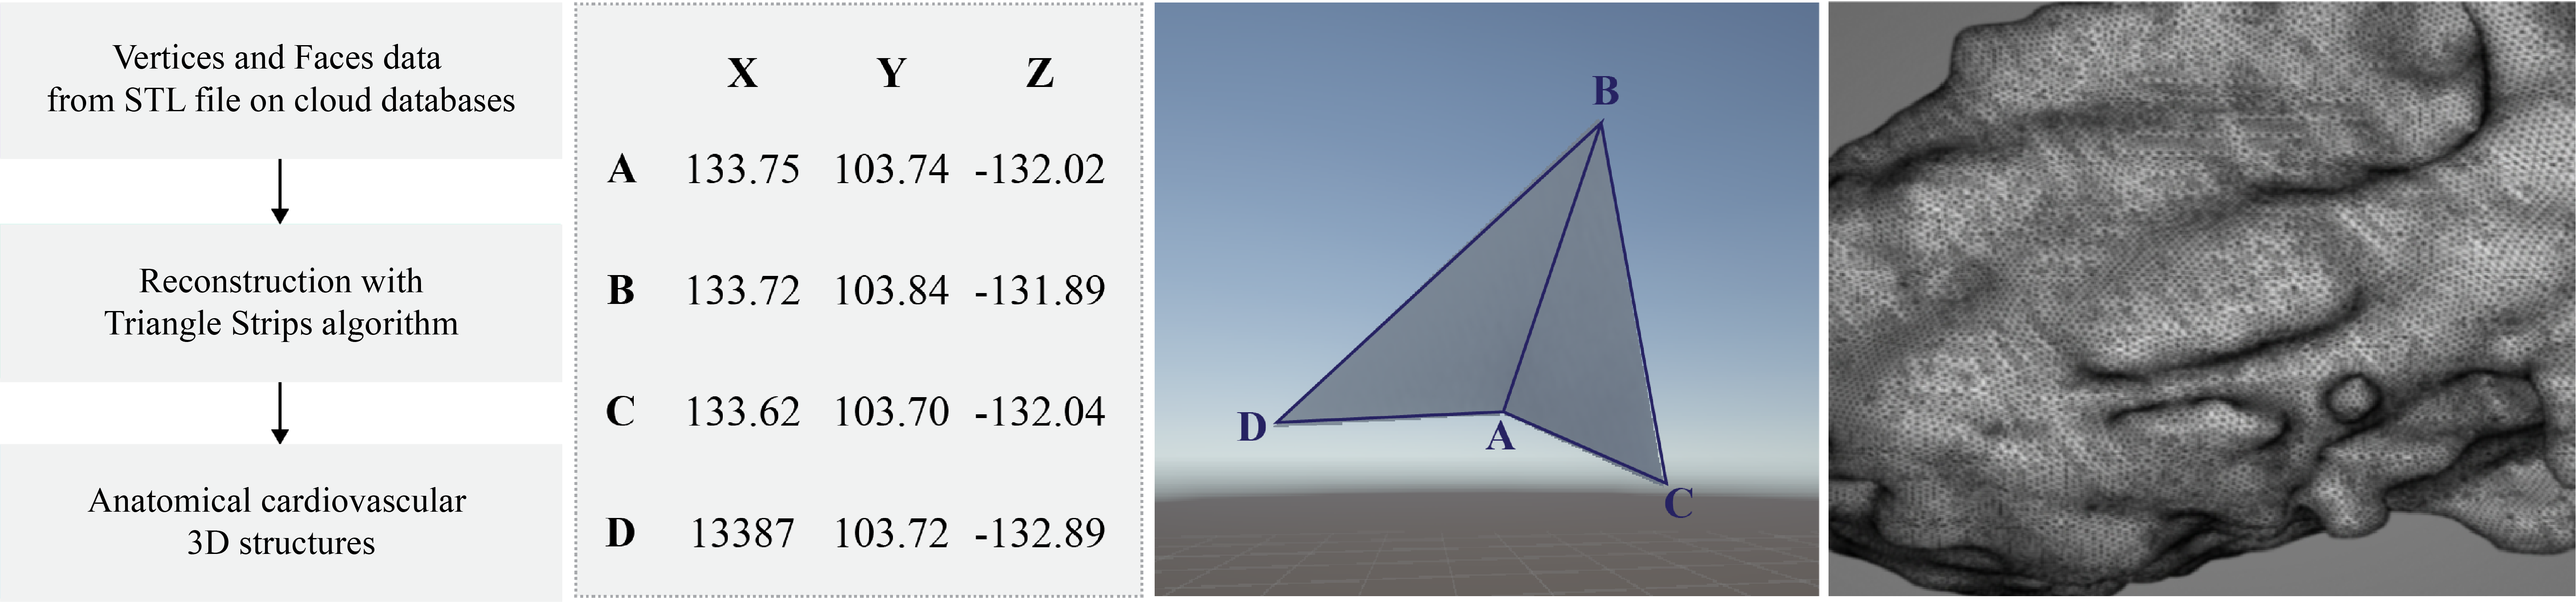 Vertices and Faces data
from STL file on cloud databases
Reconstruction with
Triangle Strips algorithm
Anatomical cardiovascular
3D structures
X Y Z
A 133.75 103.74 -132.02
B 133.72 103.84 -131.89
C 133.62 103.70 -132.04
D 13387 103.72 -132.89
B
D
A
C